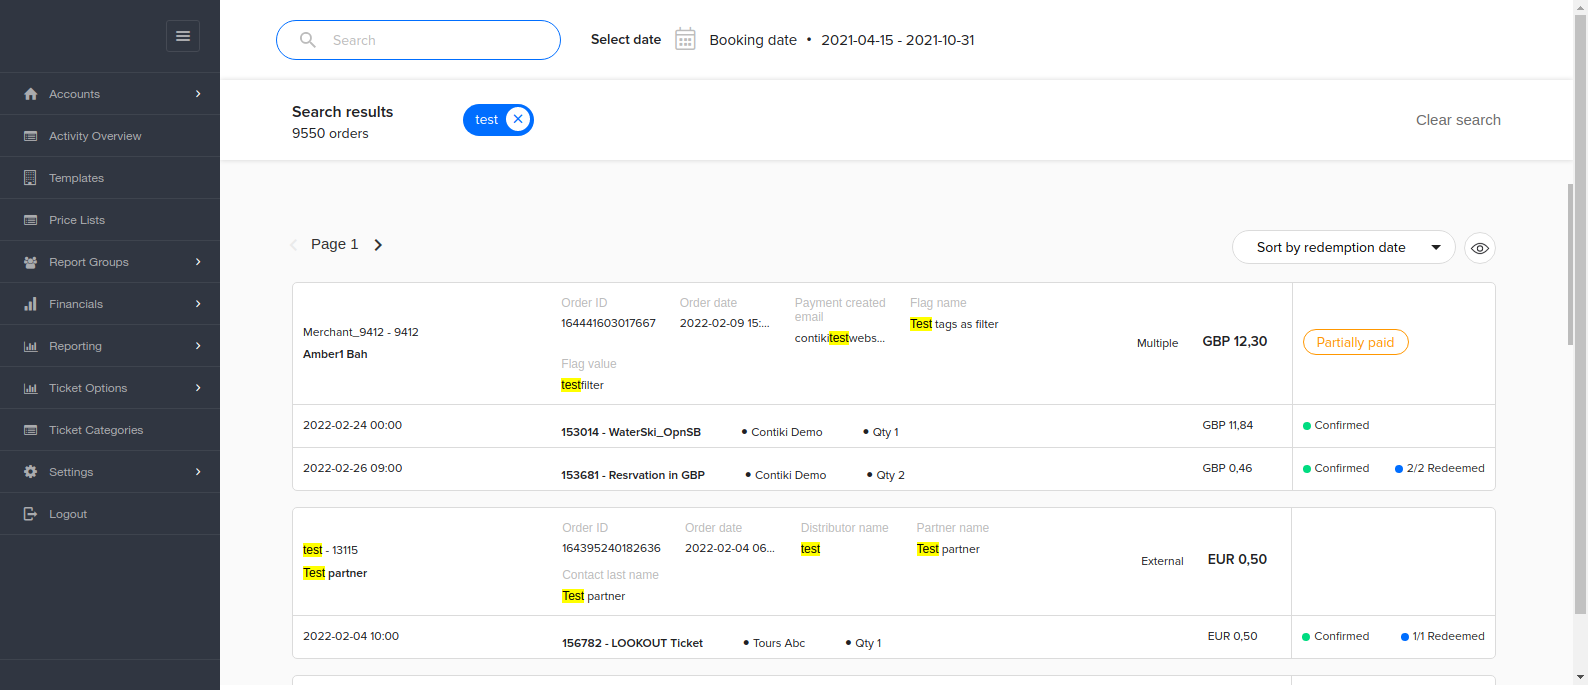 Search
Select date
Booking date • 2021-04-15 - 2021-10-31
Accounts
Activity Overview
Templates
Price Lists
Report Groups
Financials
Reporting
Ticket Options
Ticket Categories
Settings
Logout
Search results
9550 orders
test
Clear search
Page 1
Sort by redemption date
Merchant_9412 - 9412
Amber1 Bah
Order ID
164441603017667
Order date
2022-02-09 15:...
Payment created
email
contikitestwebs...
Flag name
Test tags as filter
Flag value
testfilter
Multiple
GBP 12,30
Partially paid
2022-02-24 00:00
153014 - WaterSki_OpnSB
• Contiki Demo
• Qty 1
GBP 11,84
Confirmed
2022-02-26 09:00
153681 - Resrvation in GBP
• Contiki Demo
• Qty 2
GBP 0,46
Confirmed
2/2 Redeemed
test - 13115
Test partner
Order ID
164395240182636
Order date
2022-02-04 06...
Distributor name
test
Partner name
Test partner
Contact last name
Test partner
External
EUR 0,50
2022-02-04 10:00
156782 - LOOKOUT Ticket
• Tours Abc
• Qty 1
EUR 0,50
Confirmed
1/1 Redeemed